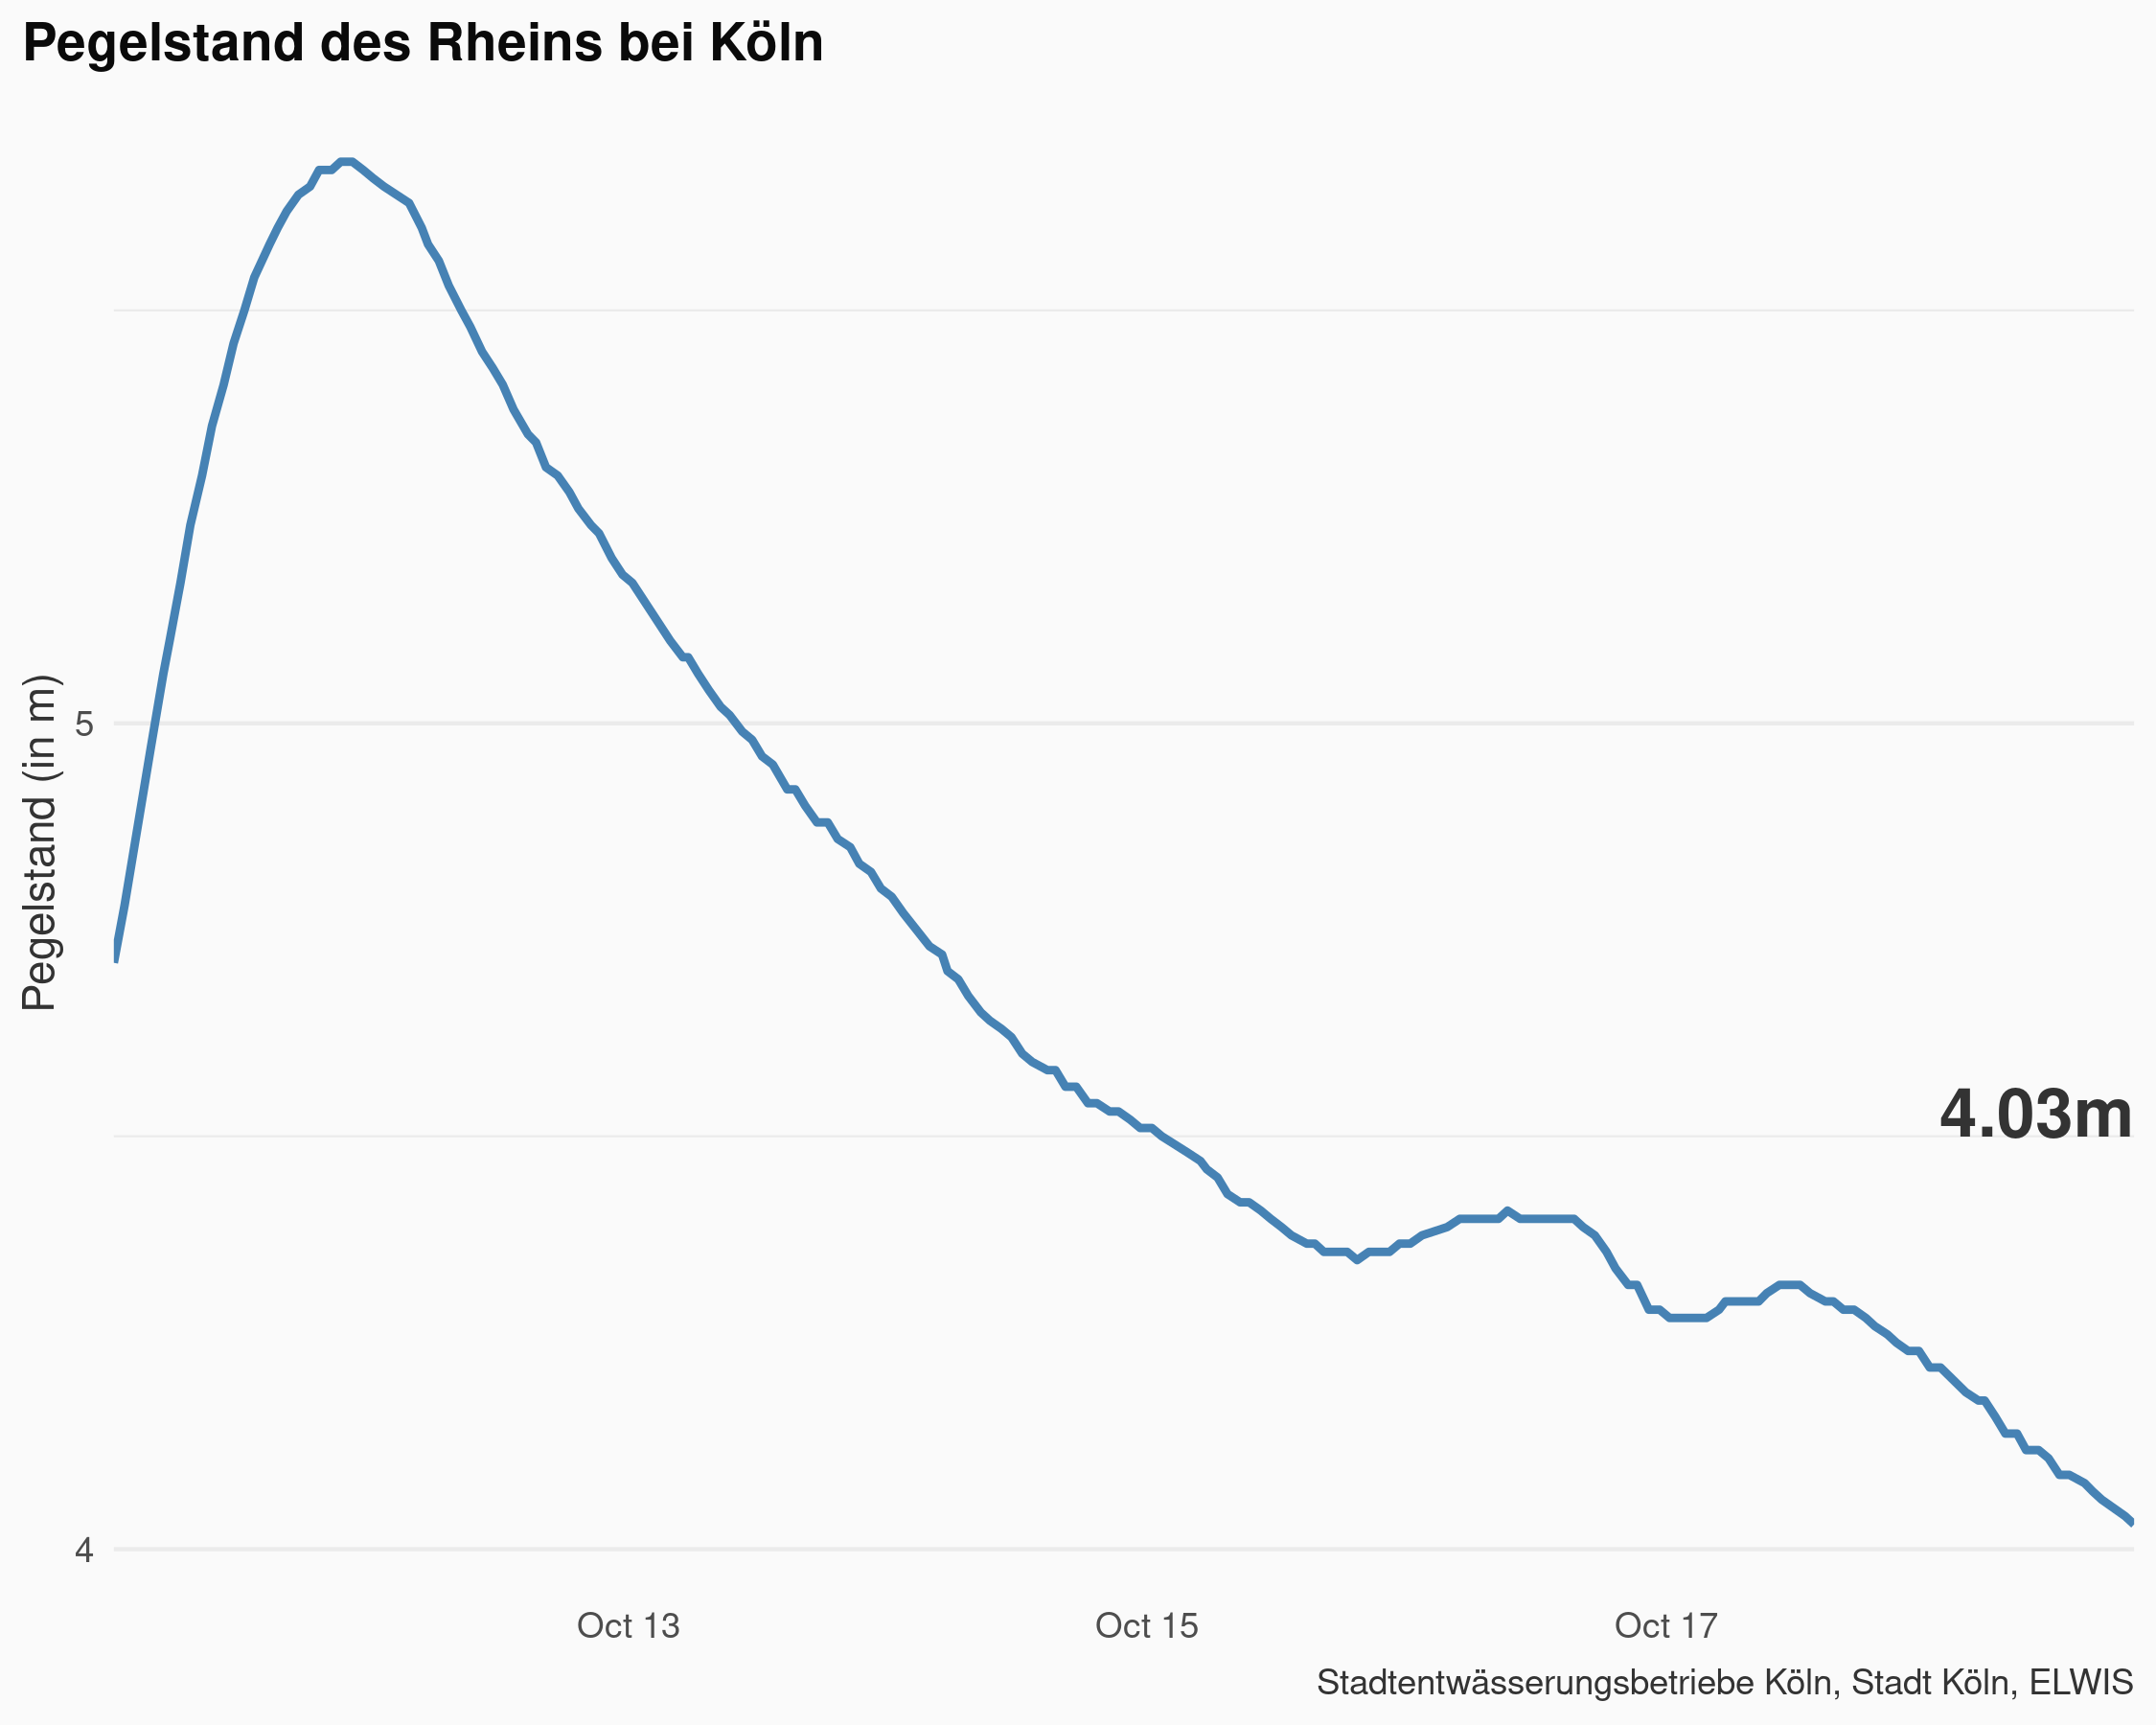 Pegelstand des Rheins bei Köln
Pegelstand (in m)
5
4.03m
4
Oct 13
Oct 15
Oct 17
Stadtentwässerungsbetriebe Köln, Stadt Köln, ELWIS